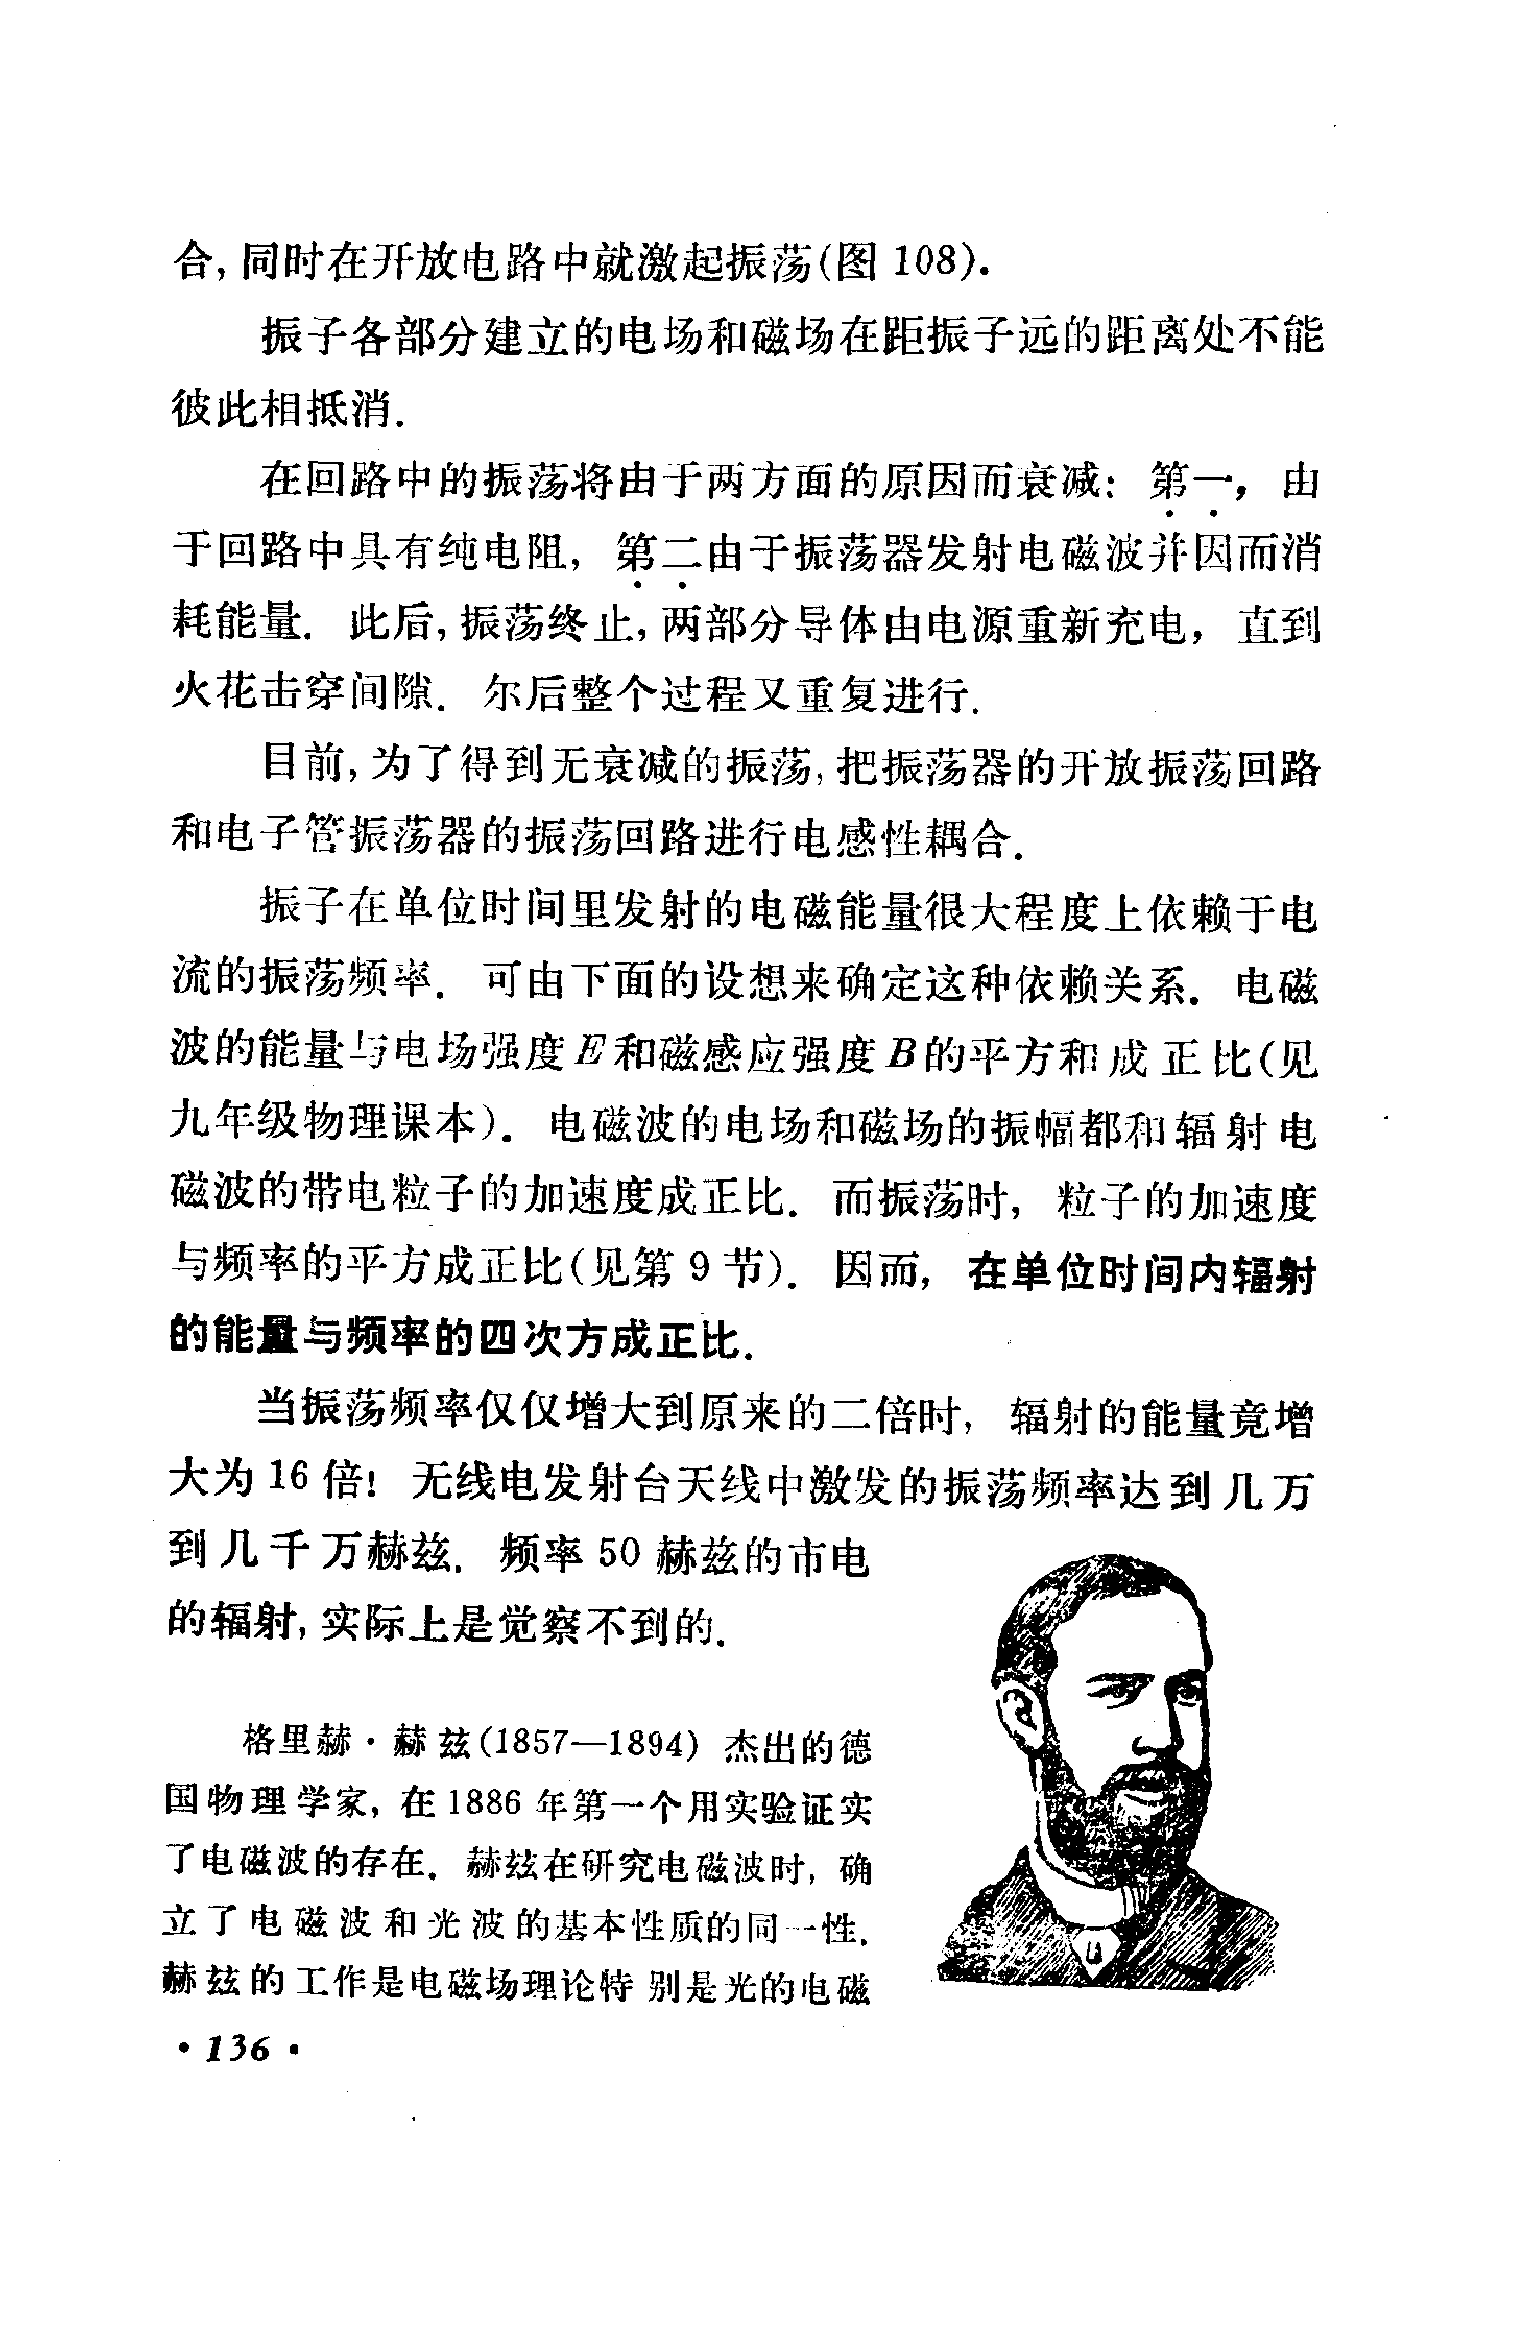 合,同时在开放电路中就激起振荡(图 108).
振子各部分建立的电场和磁场在距振子远的距离处不能
彼此相抵消.
在回路中的振荡将由于两方面的原因而衰减: 第一, 由
于回路中具有纯电阻, 第二由于振荡器发射电磁波并因而消
耗能量. 此后,振荡终止,两部分导体由电源重新充电, 直到
火花击穿间隙. 尔后整个过程又重复进行.
目前,为了得到无衰减的振荡,把振荡器的开放振荡回路
和电子管振荡器的振荡回路进行电感性耦合.
振子在单位时间里发射的电磁能量很大程度上依赖于电
流的振荡频率. 可由下面的设想来确定这种依赖关系. 电磁
波的能量与电场强度E和磁感应强度B的平方和成正比(见
九年级物理课本). 电磁波的电场和磁场的振幅都和辐射电
磁波的带电粒子的加速度成正比. 而振荡时, 粒子的加速度
与频率的平方成正比(见第 9 节). 因而, 在单位时间内辐射
的能量与频率的四次方成正比.
当振荡频率仅仅增大到原来的二倍时, 辐射的能量竟增
大为 16 倍! 无线电发射台天线中激发的振荡频率达到几万
到几千万赫兹. 频率 50 赫兹的市电
的辐射,实际上是觉察不到的.
格里赫·赫兹(1857—1894) 杰出的德
国物理学家, 在 1886 年第一个用实验证实
了电磁波的存在. 赫兹在研究电磁波时, 确
立了电磁波和光波的基本性质的同一性.
赫兹的工作是电磁场理论特别是光的电磁
·136·